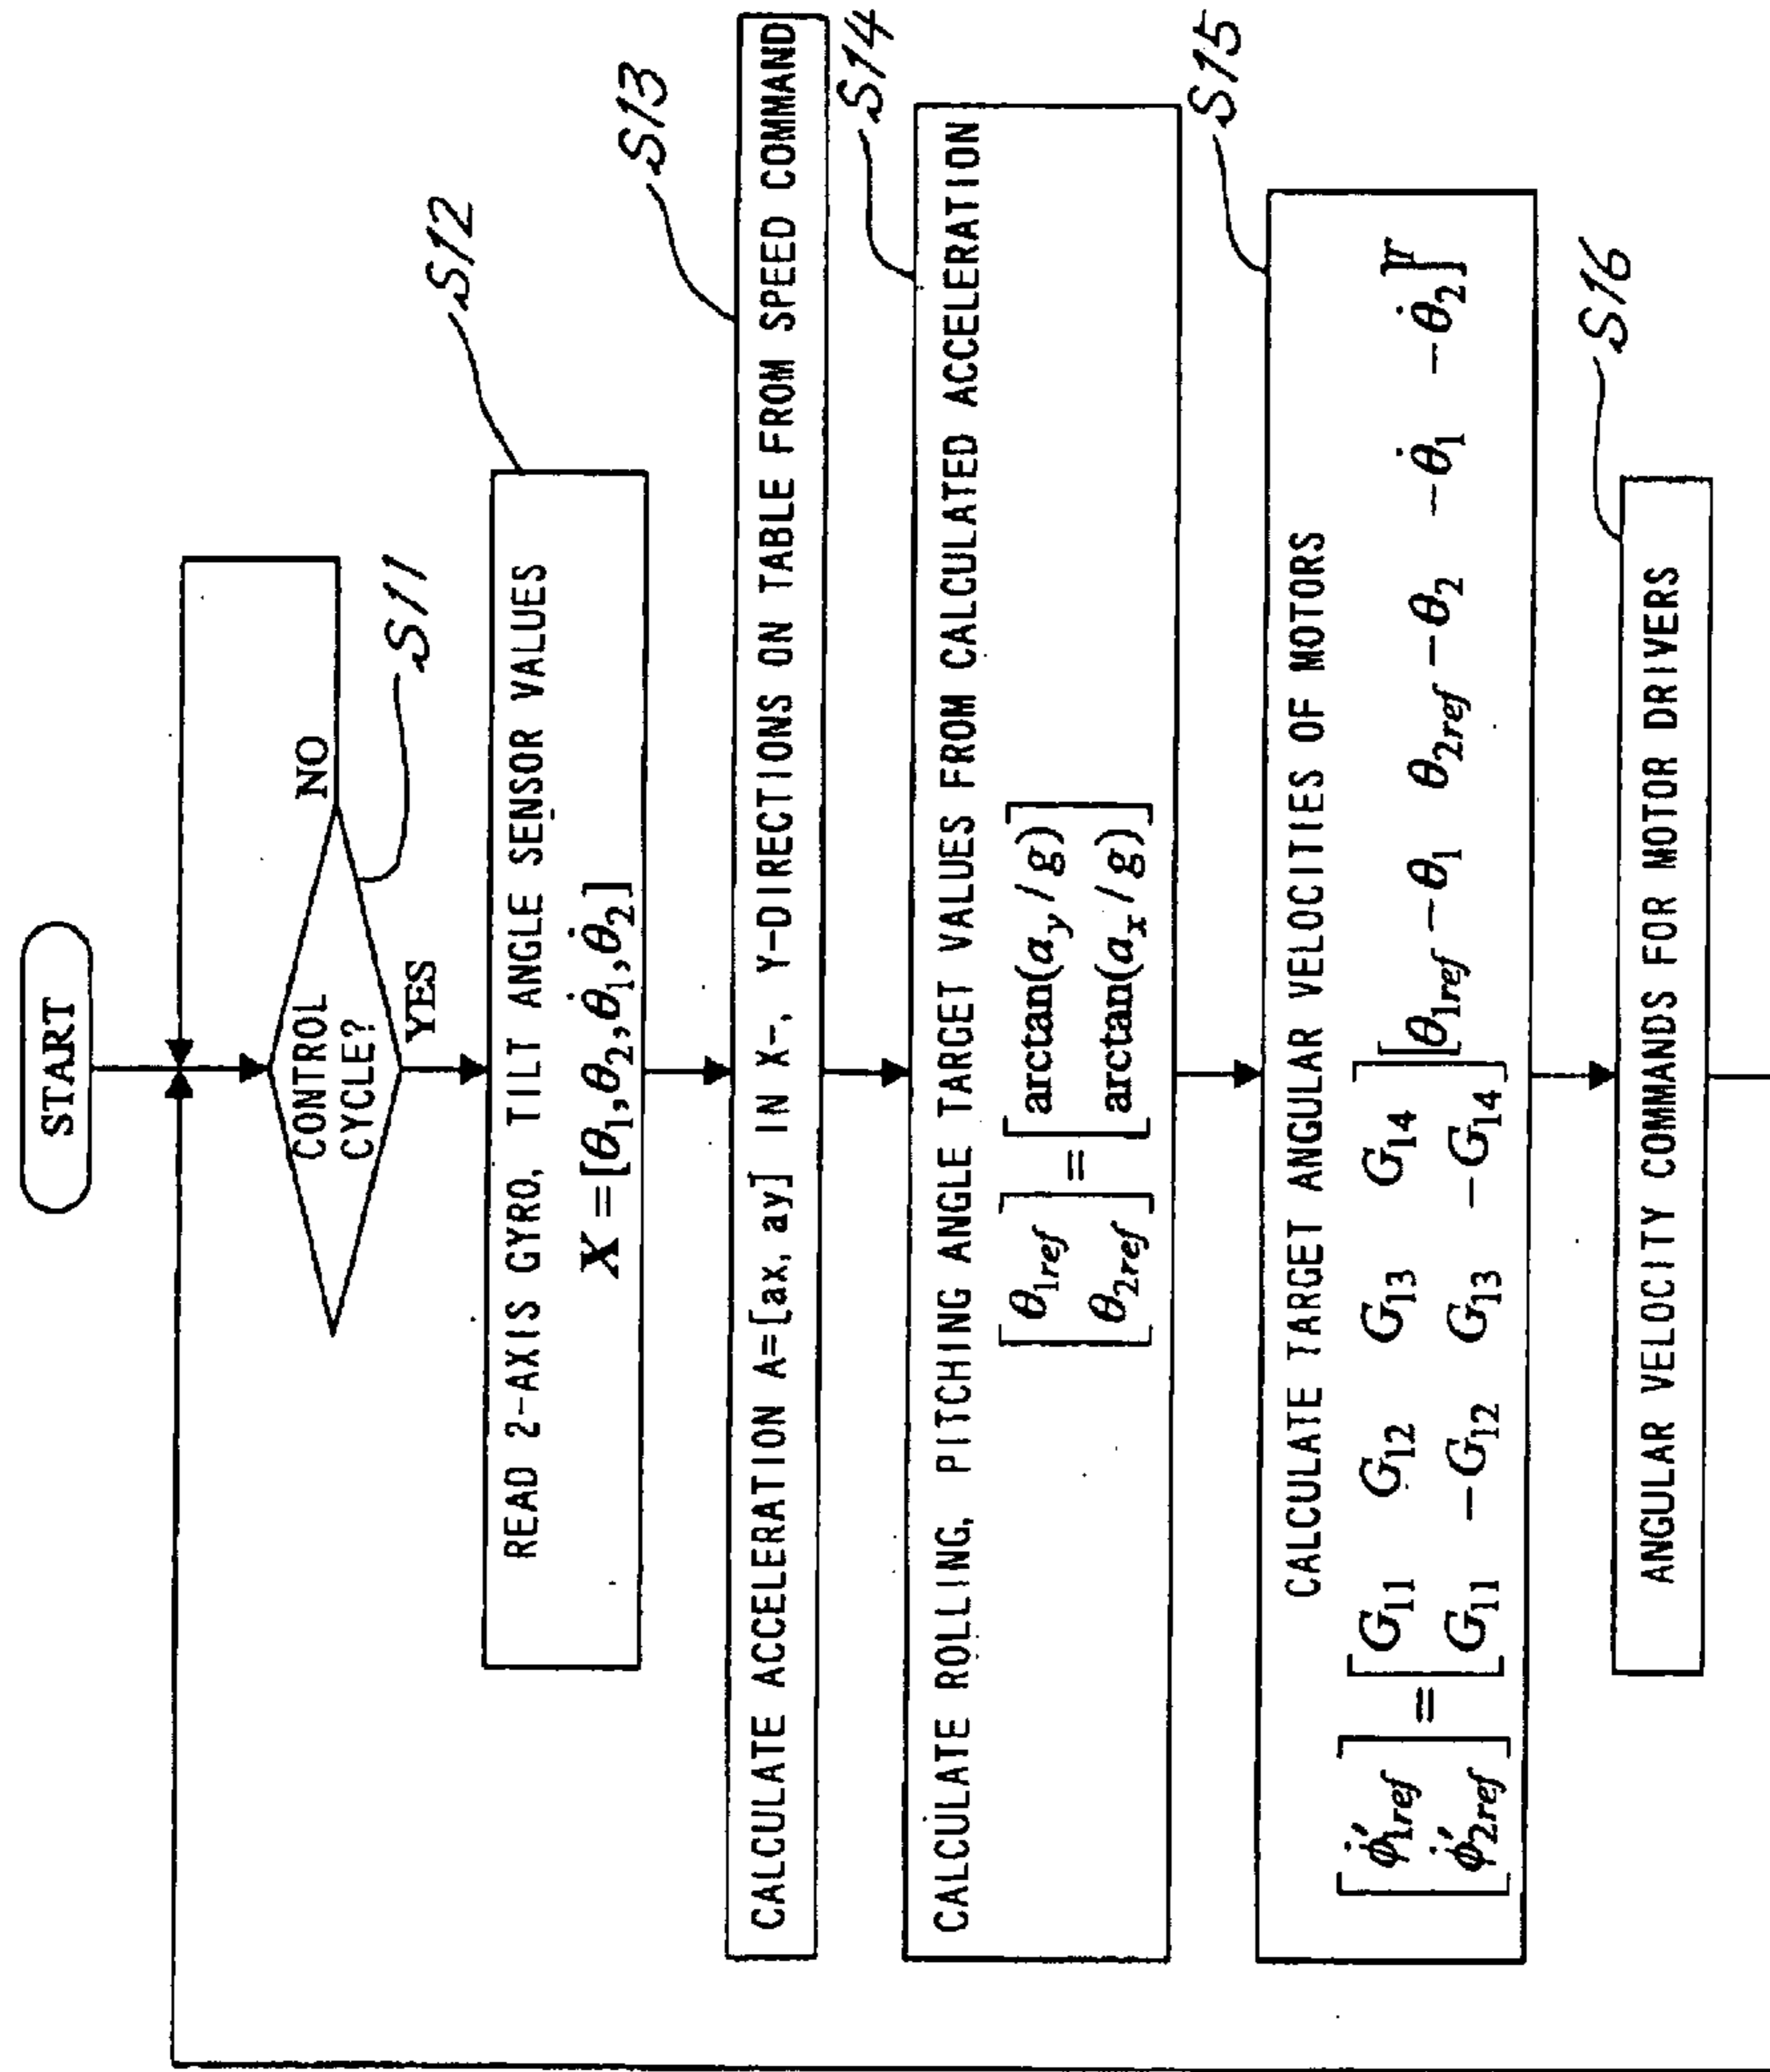 START
CONTROL
CYCLE?
NO
YES
S11
READ 2-AXIS GYRO, TILT ANGLE SENSOR VALUES
X=[θ₁,θ₂,θ̇₁,θ̇₂]
S12
CALCULATE ACCELERATION A=[ax, ay] IN X-, Y-DIRECTIONS ON TABLE FROM SPEED COMMAND
S13
CALCULATE ROLLING, PITCHING ANGLE TARGET VALUES FROM CALCULATED ACCELERATION
[θ₁ref] = [arctan(a_y/g)]
[θ₂ref] [arctan(a_x/g)]
S14
CALCULATE TARGET ANGULAR VELOCITIES OF MOTORS
[φ̇'₁ref] = [G₁₁ G₁₂ G₁₃ G₁₄] [θ₁ref −θ₁ θ₂ref −θ₂ −θ̇₁ −θ̇₂]ᵀ
[φ̇'₂ref] [G₁₁ −G₁₂ G₁₃ −G₁₄]
S15
ANGULAR VELOCITY COMMANDS FOR MOTOR DRIVERS
S16